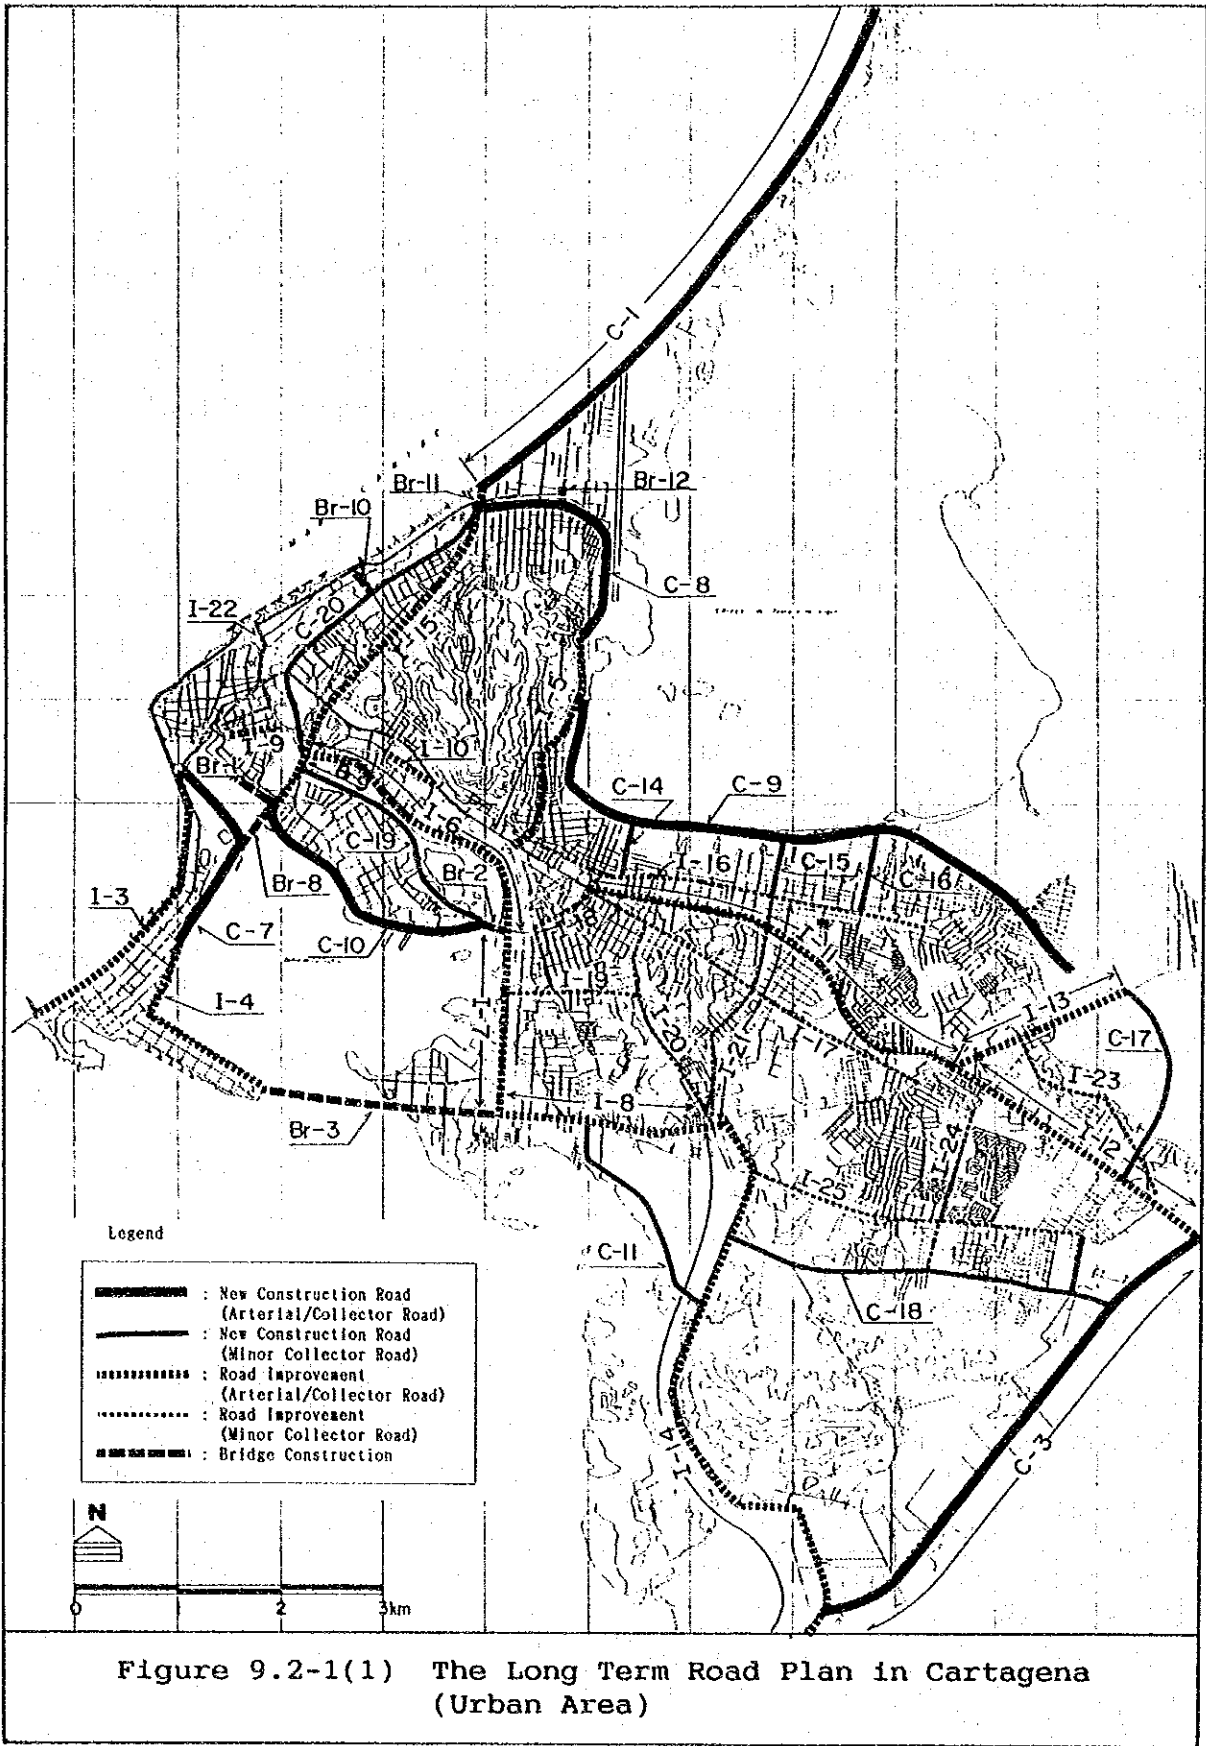 C-1
Br-11
Br-12
Br-10
C-8
I-22
C-20
I-15
I-5
I-9
I-10
Br-1
C-14
C-9
I-6
C-19
I-16
C-15
C-16
Br-2
Br-8
I-3
C-7
C-10
I-11
I-18
I-13
I-4
I-7
I-20
I-21
I-17
C-17
I-23
I-8
Br-3
I-12
I-24
I-25
C-11
C-18
I-14
C-3
Legend
: New Construction Road
(Arterial/Collector Road)
: New Construction Road
(Minor Collector Road)
: Road Improvement
(Arterial/Collector Road)
: Road Improvement
(Minor Collector Road)
: Bridge Construction
N
0 1 2 3km
Figure 9.2-1(1) The Long Term Road Plan in Cartagena
(Urban Area)